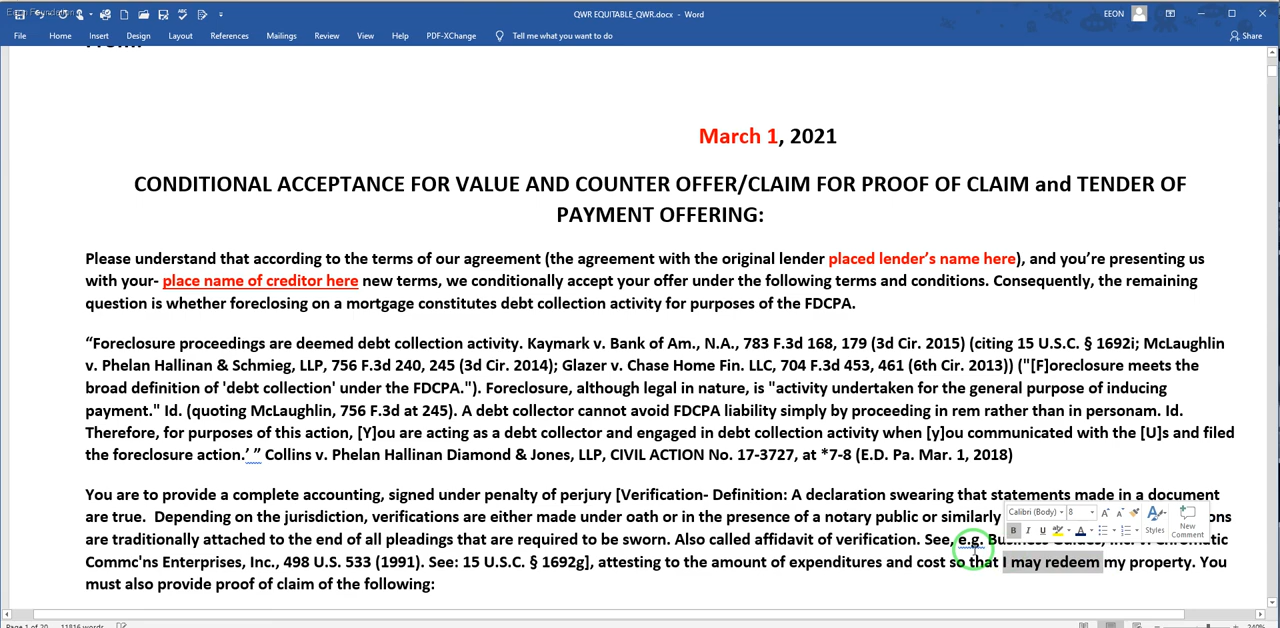 Eeon Foundation
QWR EQUITABLE_QWR.docx - Word
EEON
File Home Insert Design Layout References Mailings Review View Help PDF-XChange Tell me what you want to do Share
From:
March 1, 2021
CONDITIONAL ACCEPTANCE FOR VALUE AND COUNTER OFFER/CLAIM FOR PROOF OF CLAIM and TENDER OF
PAYMENT OFFERING:
Please understand that according to the terms of our agreement (the agreement with the original lender placed lender’s name here), and you’re presenting us
with your- place name of creditor here new terms, we conditionally accept your offer under the following terms and conditions. Consequently, the remaining
question is whether foreclosing on a mortgage constitutes debt collection activity for purposes of the FDCPA.
“Foreclosure proceedings are deemed debt collection activity. Kaymark v. Bank of Am., N.A., 783 F.3d 168, 179 (3d Cir. 2015) (citing 15 U.S.C. § 1692i; McLaughlin
v. Phelan Hallinan & Schmieg, LLP, 756 F.3d 240, 245 (3d Cir. 2014); Glazer v. Chase Home Fin. LLC, 704 F.3d 453, 461 (6th Cir. 2013)) ("[F]oreclosure meets the
broad definition of 'debt collection' under the FDCPA."). Foreclosure, although legal in nature, is "activity undertaken for the general purpose of inducing
payment." Id. (quoting McLaughlin, 756 F.3d at 245). A debt collector cannot avoid FDCPA liability simply by proceeding in rem rather than in personam. Id.
Therefore, for purposes of this action, [Y]ou are acting as a debt collector and engaged in debt collection activity when [y]ou communicated with the [U]s and filed
the foreclosure action.’ ” Collins v. Phelan Hallinan Diamond & Jones, LLP, CIVIL ACTION No. 17-3727, at *7-8 (E.D. Pa. Mar. 1, 2018)
You are to provide a complete accounting, signed under penalty of perjury [Verification- Definition: A declaration swearing that statements made in a document
are true. Depending on the jurisdiction, verifications are either made under oath or in the presence of a notary public or similarly
Calibri (Body) 8
Styles New Comment
are traditionally attached to the end of all pleadings that are required to be sworn. Also called affidavit of verification. See, e.g.
Commc'ns Enterprises, Inc., 498 U.S. 533 (1991). See: 15 U.S.C. § 1692g], attesting to the amount of expenditures and cost so that I may redeem my property. You
must also provide proof of claim of the following:
Page 1 of 20 11816 words 240%